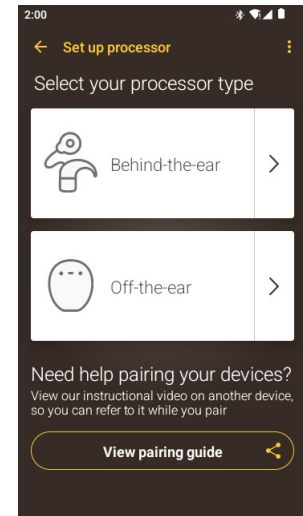 2:00
Set up processor
Select your processor type
Behind-the-ear
Off-the-ear
Need help pairing your devices?
View our instructional video on another device,
so you can refer to it while you pair
View pairing guide